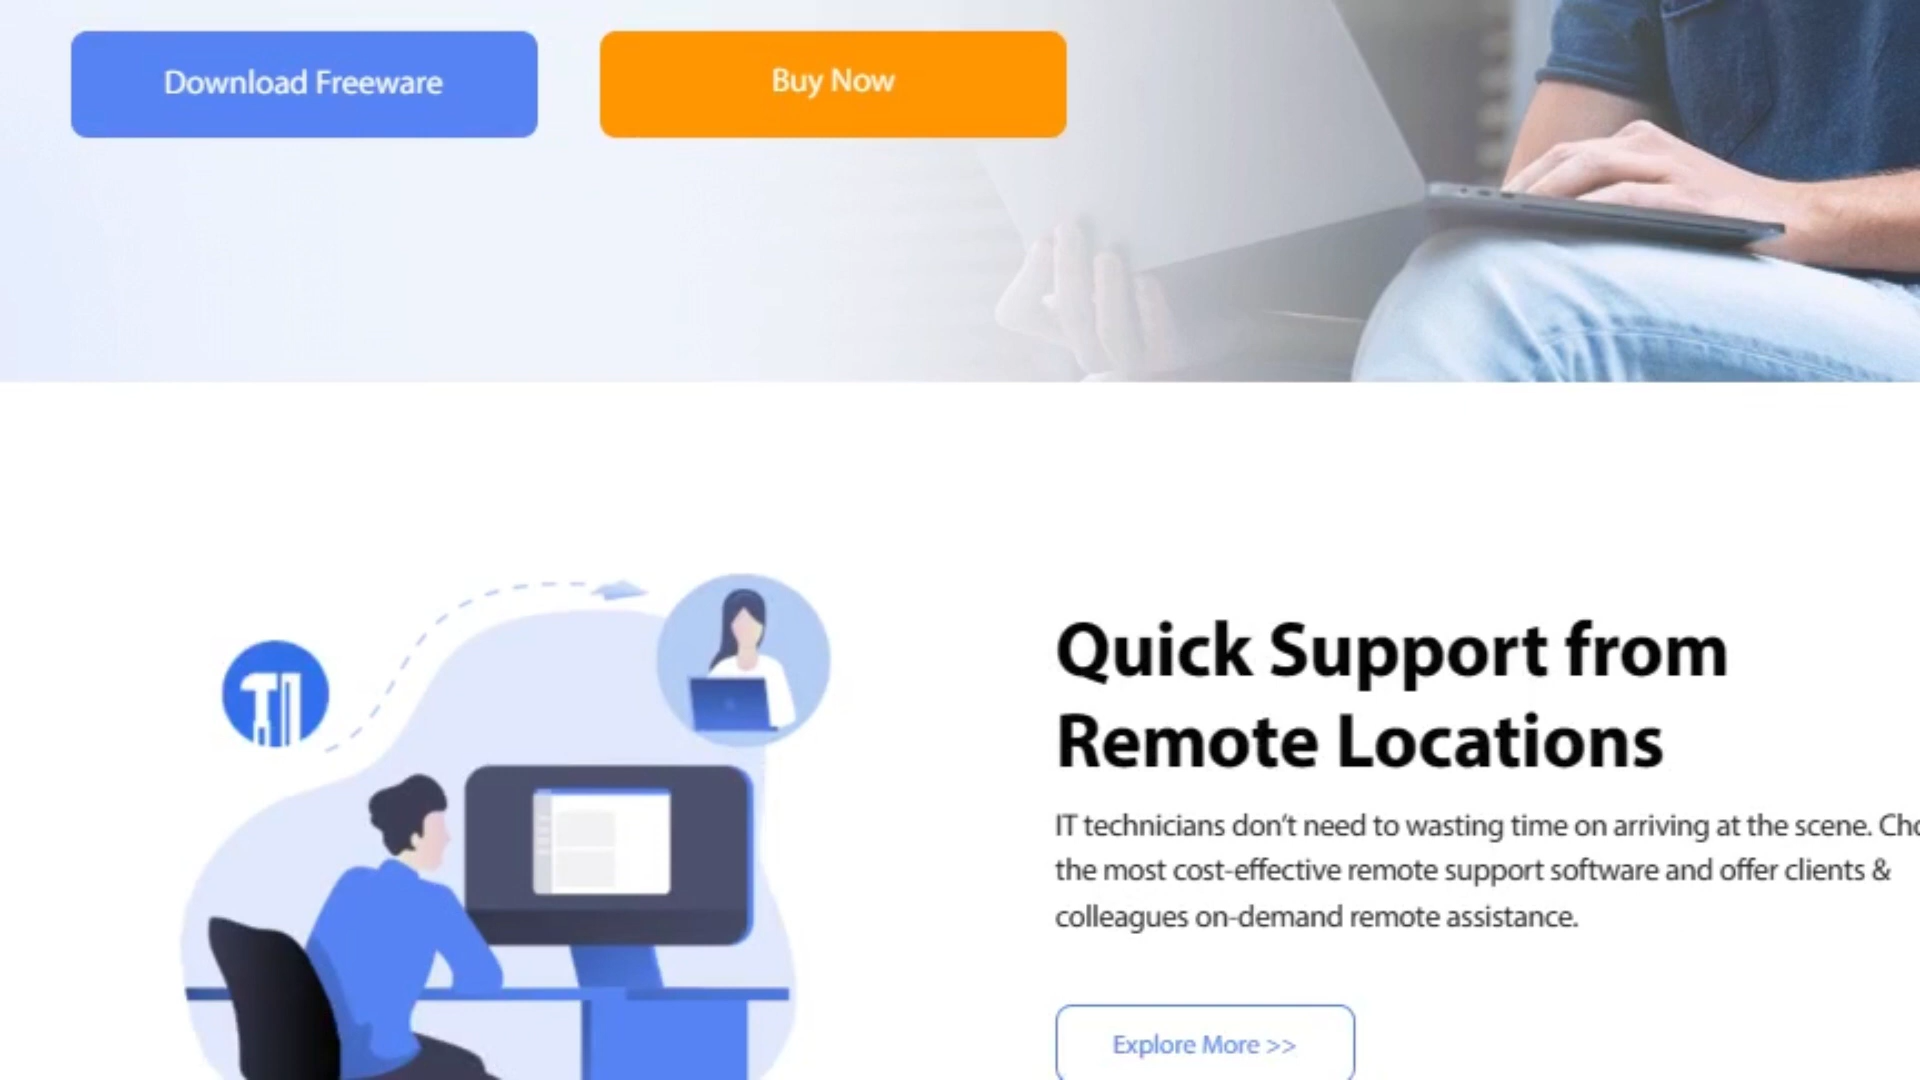 Download Freeware
Buy Now
Quick Support from
Remote Locations
IT technicians don't need to wasting time on arriving at the scene.
the most cost-effective remote support software and offer clients &
colleagues on-demand remote assistance.
Explore More >>